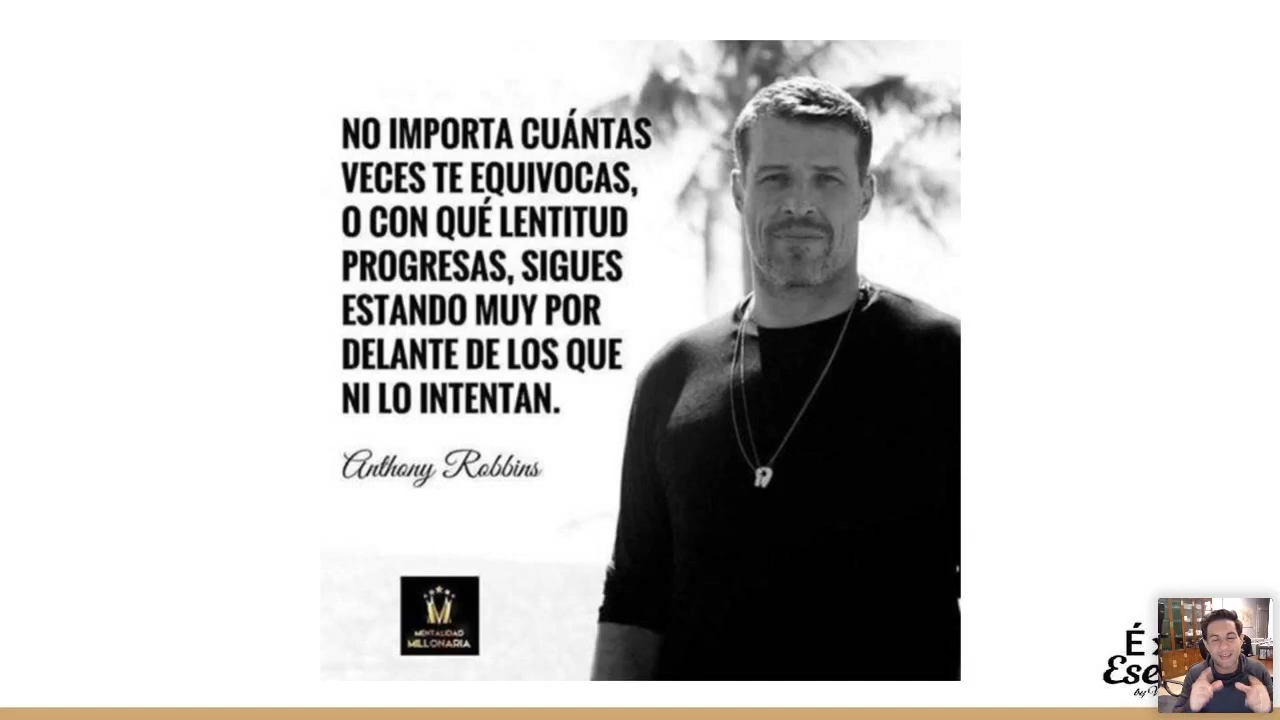 NO IMPORTA CUÁNTAS
VECES TE EQUIVOCAS,
O CON QUÉ LENTITUD
PROGRESAS, SIGUES
ESTANDO MUY POR
DELANTE DE LOS QUE
NI LO INTENTAN.
Anthony Robbins
MENTALIDAD
MILLONARIA
by